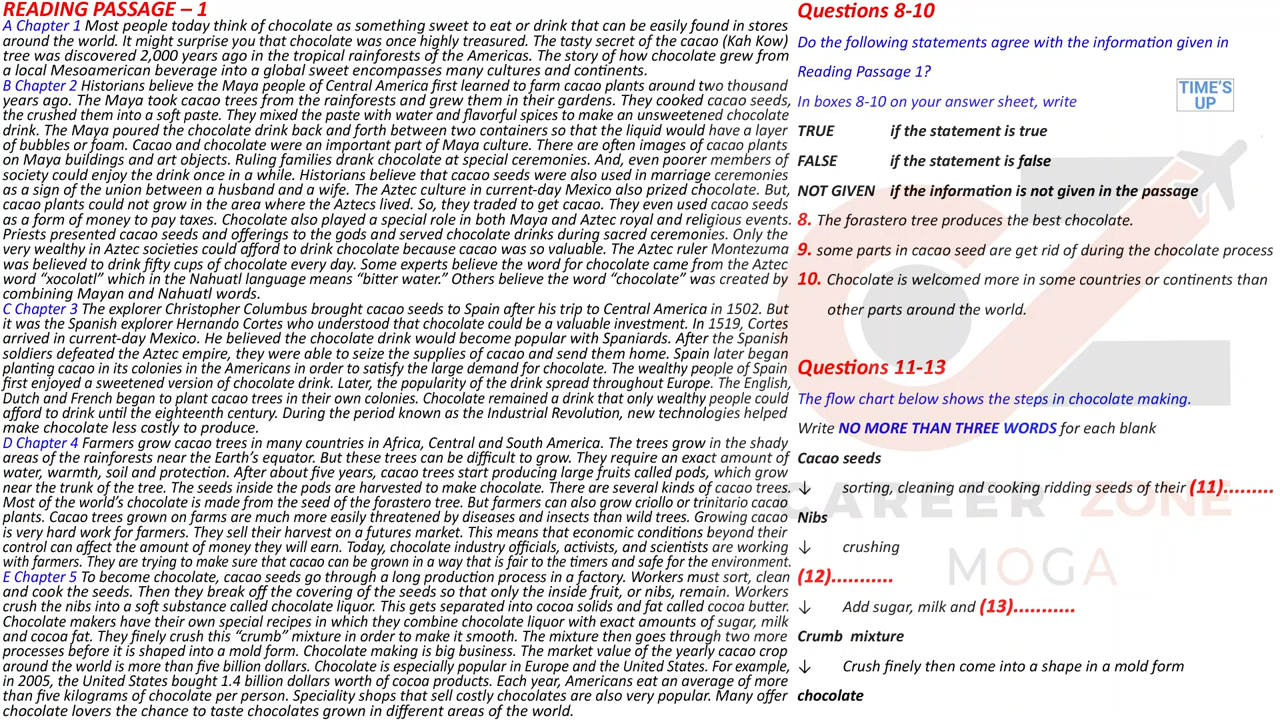 READING PASSAGE – 1
A Chapter 1 Most people today think of chocolate as something sweet to eat or drink that can be easily found in stores
around the world. It might surprise you that chocolate was once highly treasured. The tasty secret of the cacao (Kah Kow)
tree was discovered 2,000 years ago in the tropical rainforests of the Americas. The story of how chocolate grew from
a local Mesoamerican beverage into a global sweet encompasses many cultures and continents.
B Chapter 2 Historians believe the Maya people of Central America first learned to farm cacao plants around two thousand
years ago. The Maya took cacao trees from the rainforests and grew them in their gardens. They cooked cacao seeds,
the crushed them into a soft paste. They mixed the paste with water and flavorful spices to make an unsweetened chocolate
drink. The Maya poured the chocolate drink back and forth between two containers so that the liquid would have a layer
of bubbles or foam. Cacao and chocolate were an important part of Maya culture. There are often images of cacao plants
on Maya buildings and art objects. Ruling families drank chocolate at special ceremonies. And, even poorer members of
society could enjoy the drink once in a while. Historians believe that cacao seeds were also used in marriage ceremonies
as a sign of the union between a husband and a wife. The Aztec culture in current-day Mexico also prized chocolate. But,
cacao plants could not grow in the area where the Aztecs lived. So, they traded to get cacao. They even used cacao seeds
as a form of money to pay taxes. Chocolate also played a special role in both Maya and Aztec royal and religious events.
Priests presented cacao seeds and offerings to the gods and served chocolate drinks during sacred ceremonies. Only the
very wealthy in Aztec societies could afford to drink chocolate because cacao was so valuable. The Aztec ruler Montezuma
was believed to drink fifty cups of chocolate every day. Some experts believe the word for chocolate came from the Aztec
word “xocolatl” which in the Nahuatl language means “bitter water.” Others believe the word “chocolate” was created by
combining Mayan and Nahuatl words.
C Chapter 3 The explorer Christopher Columbus brought cacao seeds to Spain after his trip to Central America in 1502. But
it was the Spanish explorer Hernando Cortes who understood that chocolate could be a valuable investment. In 1519, Cortes
arrived in current-day Mexico. He believed the chocolate drink would become popular with Spaniards. After the Spanish
soldiers defeated the Aztec empire, they were able to seize the supplies of cacao and send them home. Spain later began
planting cacao in its colonies in the Americans in order to satisfy the large demand for chocolate. The wealthy people of Spain
first enjoyed a sweetened version of chocolate drink. Later, the popularity of the drink spread throughout Europe. The English,
Dutch and French began to plant cacao trees in their own colonies. Chocolate remained a drink that only wealthy people could
afford to drink until the eighteenth century. During the period known as the Industrial Revolution, new technologies helped
make chocolate less costly to produce.
D Chapter 4 Farmers grow cacao trees in many countries in Africa, Central and South America. The trees grow in the shady
areas of the rainforests near the Earth’s equator. But these trees can be difficult to grow. They require an exact amount of
water, warmth, soil and protection. After about five years, cacao trees start producing large fruits called pods, which grow
near the trunk of the tree. The seeds inside the pods are harvested to make chocolate. There are several kinds of cacao trees.
Most of the world’s chocolate is made from the seed of the forastero tree. But farmers can also grow criollo or trinitario cacao
plants. Cacao trees grown on farms are much more easily threatened by diseases and insects than wild trees. Growing cacao
is very hard work for farmers. They sell their harvest on a futures market. This means that economic conditions beyond their
control can affect the amount of money they will earn. Today, chocolate industry officials, activists, and scientists are working
with farmers. They are trying to make sure that cacao can be grown in a way that is fair to the timers and safe for the environment.
E Chapter 5 To become chocolate, cacao seeds go through a long production process in a factory. Workers must sort, clean
and cook the seeds. Then they break off the covering of the seeds so that only the inside fruit, or nibs, remain. Workers
crush the nibs into a soft substance called chocolate liquor. This gets separated into cocoa solids and fat called cocoa butter.
Chocolate makers have their own special recipes in which they combine chocolate liquor with exact amounts of sugar, milk
and cocoa fat. They finely crush this “crumb” mixture in order to make it smooth. The mixture then goes through two more
processes before it is shaped into a mold form. Chocolate making is big business. The market value of the yearly cacao crop
around the world is more than five billion dollars. Chocolate is especially popular in Europe and the United States. For example,
in 2005, the United States bought 1.4 billion dollars worth of cocoa products. Each year, Americans eat an average of more
than five kilograms of chocolate per person. Speciality shops that sell costly chocolates are also very popular. Many offer
chocolate lovers the chance to taste chocolates grown in different areas of the world.
Questions 8-10
Do the following statements agree with the information given in
Reading Passage 1?
In boxes 8-10 on your answer sheet, write
TIME’S
UP
TRUE if the statement is true
FALSE if the statement is false
NOT GIVEN if the information is not given in the passage
8. The forastero tree produces the best chocolate.
9. some parts in cacao seed are get rid of during the chocolate process
10. Chocolate is welcomed more in some countries or continents than
other parts around the world.
Questions 11-13
The flow chart below shows the steps in chocolate making.
Write NO MORE THAN THREE WORDS for each blank
Cacao seeds
↓ sorting, cleaning and cooking ridding seeds of their (11).........
Nibs
↓ crushing
(12)...........
↓ Add sugar, milk and (13)...........
Crumb mixture
↓ Crush finely then come into a shape in a mold form
chocolate
CAREER ZONE
MOGA